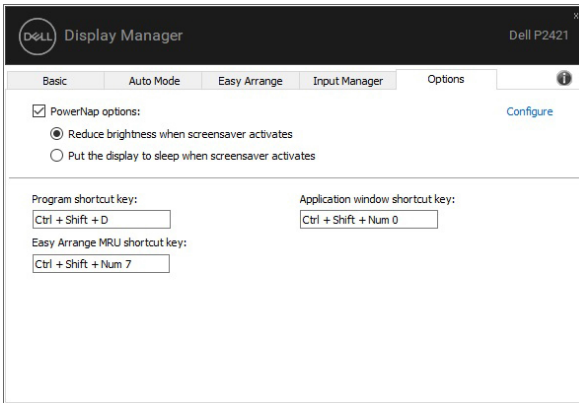 DELL Display Manager
Dell P2421
Basic Auto Mode Easy Arrange Input Manager Options
PowerNap options:
Configure
Reduce brightness when screensaver activates
Put the display to sleep when screensaver activates
Program shortcut key:
Application window shortcut key:
Ctrl + Shift + D
Ctrl + Shift + Num 0
Easy Arrange MRU shortcut key:
Ctrl + Shift + Num 7